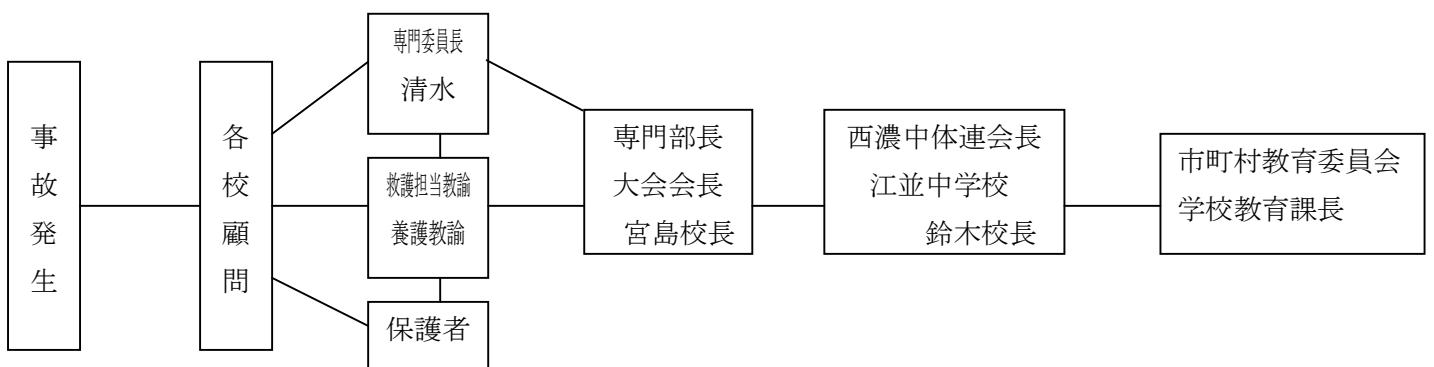 事故発生
各校顧問
専門委員長
清水
救護担当教諭
養護教諭
保護者
専門部長
大会会長
宮島校長
西濃中体連会長
江並中学校
鈴木校長
市町村教育委員会
学校教育課長